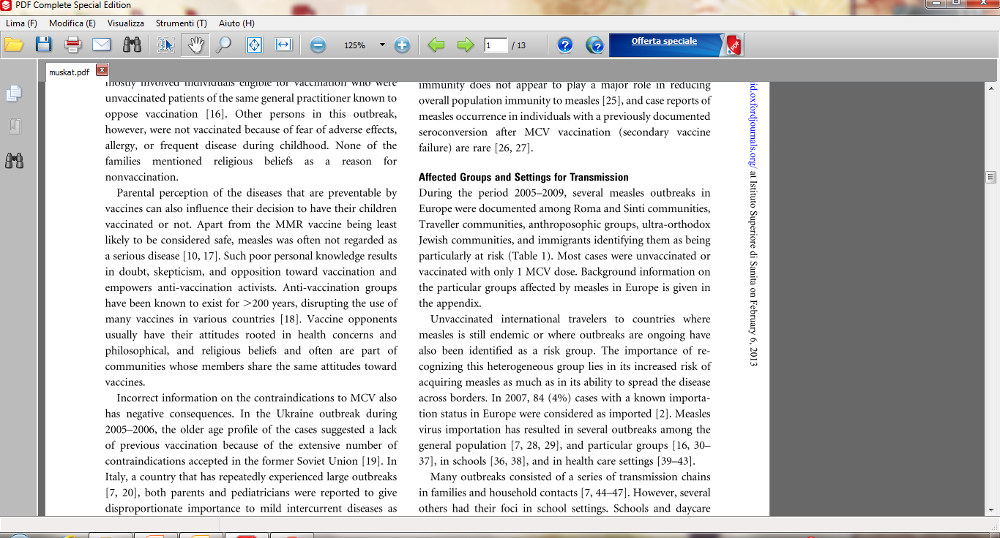 PDF Complete Special Edition
Lima (F)
Modifica (E)
Visualizza
Strumenti (T)
Aiuto (H)
125%
1
/ 13
Offerta speciale
PDF
muskat.pdf
mostly involved individuals eligible for vaccination who were
unvaccinated patients of the same general practitioner known to
oppose vaccination [16]. Other persons in this outbreak,
however, were not vaccinated because of fear of adverse effects,
allergy, or frequent disease during childhood. None of the
families mentioned religious beliefs as a reason for
nonvaccination.
Parental perception of the diseases that are preventable by
vaccines can also influence their decision to have their children
vaccinated or not. Apart from the MMR vaccine being least
likely to be considered safe, measles was often not regarded as
a serious disease [10, 17]. Such poor personal knowledge results
in doubt, skepticism, and opposition toward vaccination and
empowers anti-vaccination activists. Anti-vaccination groups
have been known to exist for >200 years, disrupting the use of
many vaccines in various countries [18]. Vaccine opponents
usually have their attitudes rooted in health concerns and
philosophical, and religious beliefs and often are part of
communities whose members share the same attitudes toward
vaccines.
Incorrect information on the contraindications to MCV also
has negative consequences. In the Ukraine outbreak during
2005–2006, the older age profile of the cases suggested a lack
of previous vaccination because of the extensive number of
contraindications accepted in the former Soviet Union [19]. In
Italy, a country that has repeatedly experienced large outbreaks
[7, 20], both parents and pediatricians were reported to give
disproportionate importance to mild intercurrent diseases as
immunity does not appear to play a major role in reducing
overall population immunity to measles [25], and case reports of
measles occurrence in individuals with a previously documented
seroconversion after MCV vaccination (secondary vaccine
failure) are rare [26, 27].
Affected Groups and Settings for Transmission
During the period 2005–2009, several measles outbreaks in
Europe were documented among Roma and Sinti communities,
Traveller communities, anthroposophic groups, ultra-orthodox
Jewish communities, and immigrants identifying them as being
particularly at risk (Table 1). Most cases were unvaccinated or
vaccinated with only 1 MCV dose. Background information on
the particular groups affected by measles in Europe is given in
the appendix.
Unvaccinated international travelers to countries where
measles is still endemic or where outbreaks are ongoing have
also been identified as a risk group. The importance of re-
cognizing this heterogeneous group lies in its increased risk of
acquiring measles as much as in its ability to spread the disease
across borders. In 2007, 84 (4%) cases with a known importa-
tion status in Europe were considered as imported [2]. Measles
virus importation has resulted in several outbreaks among the
general population [7, 28, 29], and particular groups [16, 30–
37], in schools [36, 38], and in health care settings [39–43].
Many outbreaks consisted of a series of transmission chains
in families and household contacts [7, 44–47]. However, several
others had their foci in school settings. Schools and daycare
id.oxfordjournals.org/ at Istituto Superiore di Sanita on February 6, 2013